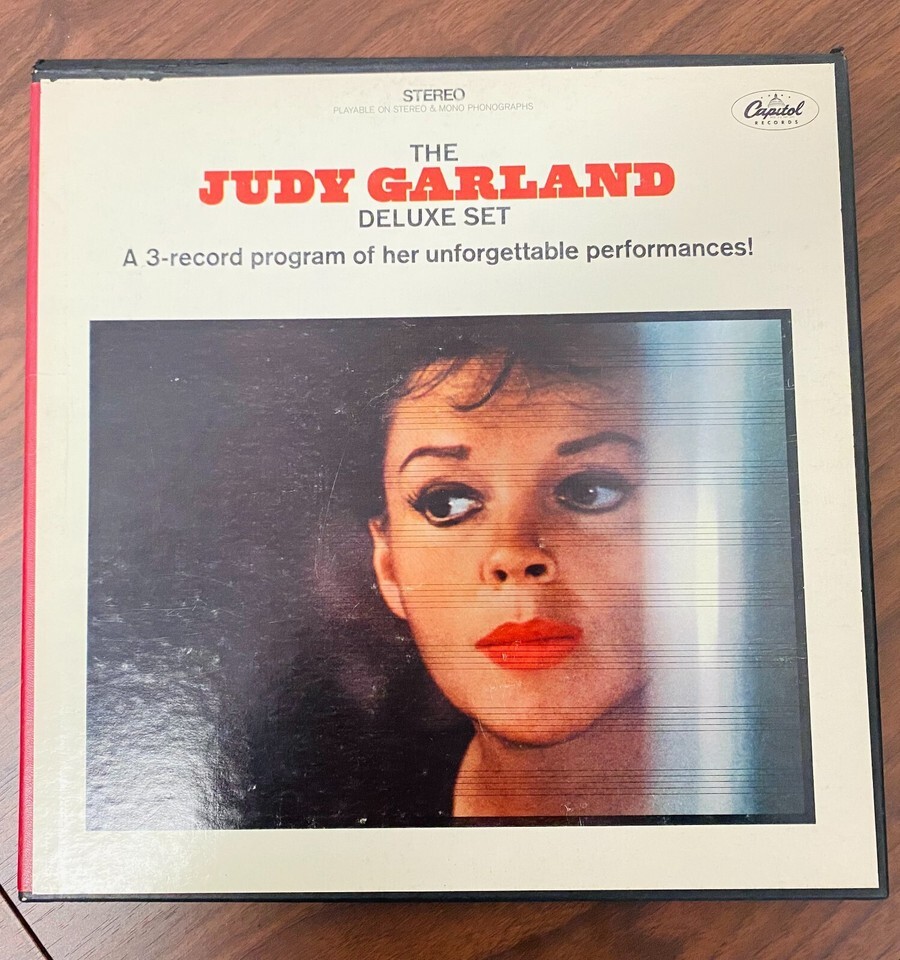 STEREO
PLAYABLE ON STEREO & MONO PHONOGRAPHS
Capitol
RECORDS
THE
JUDY GARLAND
DELUXE SET
A 3-record program of her unforgettable performances!